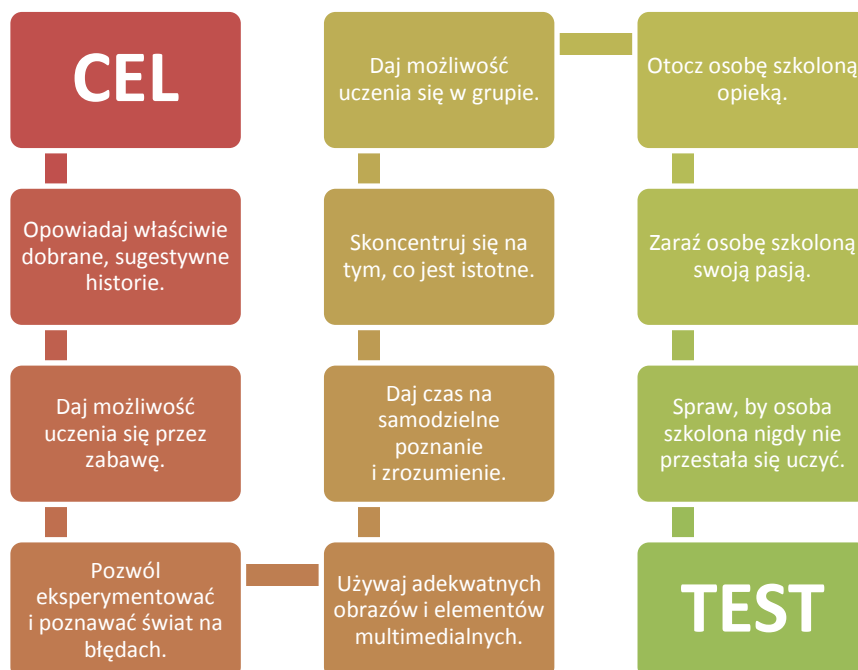 CEL
Opowiadaj właściwie
dobrane, sugestywne
historie.
Daj możliwość
uczenia się przez
zabawę.
Pozwól
eksperymentować
i poznawać świat na
błędach.
Używaj adekwatnych
obrazów i elementów
multimedialnych.
Daj czas na
samodzielne
poznanie
i zrozumienie.
Skoncentruj się na
tym, co jest istotne.
Daj możliwość
uczenia się w grupie.
Otocz osobę szkoloną
opieką.
Zaraź osobę szkoloną
swoją pasją.
Spraw, by osoba
szkolona nigdy nie
przestała się uczyć.
TEST